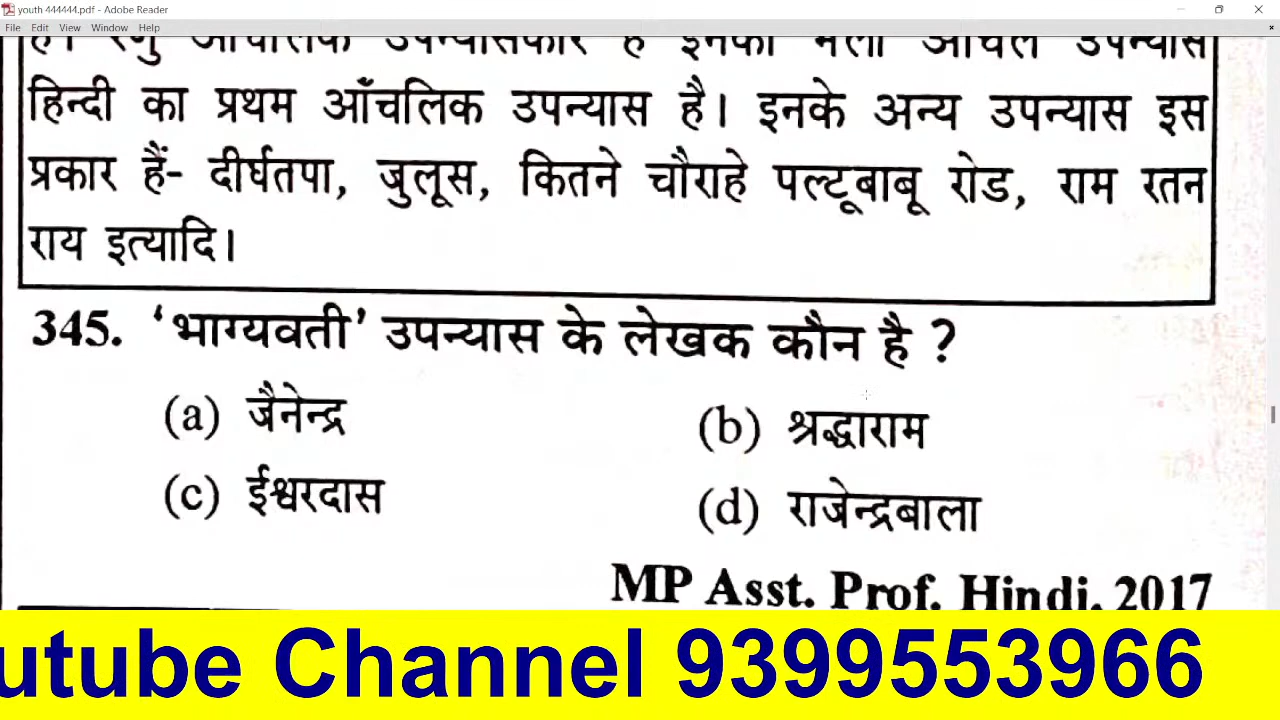 youth 444444.pdf - Adobe Reader
File Edit View Window Help
हिन्दी का प्रथम आँचलिक उपन्यास है। इनके अन्य उपन्यास इस
प्रकार हैं- दीर्घतपा, जुलूस, कितने चौराहे पल्टूबाबू रोड, राम रतन
राय इत्यादि।
345. 'भाग्यवती' उपन्यास के लेखक कौन है ?
(a) जैनेन्द्र (b) श्रद्धाराम
(c) ईश्वरदास (d) राजेन्द्रबाला
MP Asst. Prof. Hindi. 2017
utube Channel 9399553966